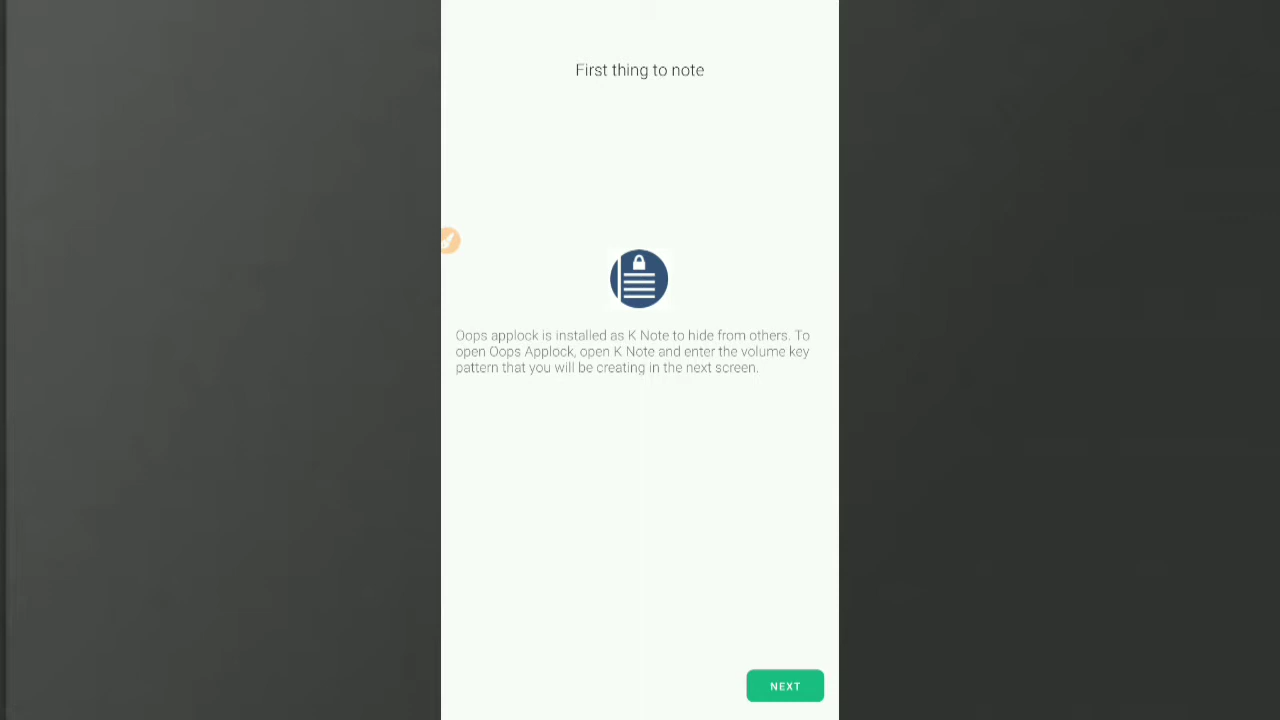 First thing to note
Oops applock is installed as K Note to hide from others. To
open Oops Applock, open K Note and enter the volume key
pattern that you will be creating in the next screen.
NEXT